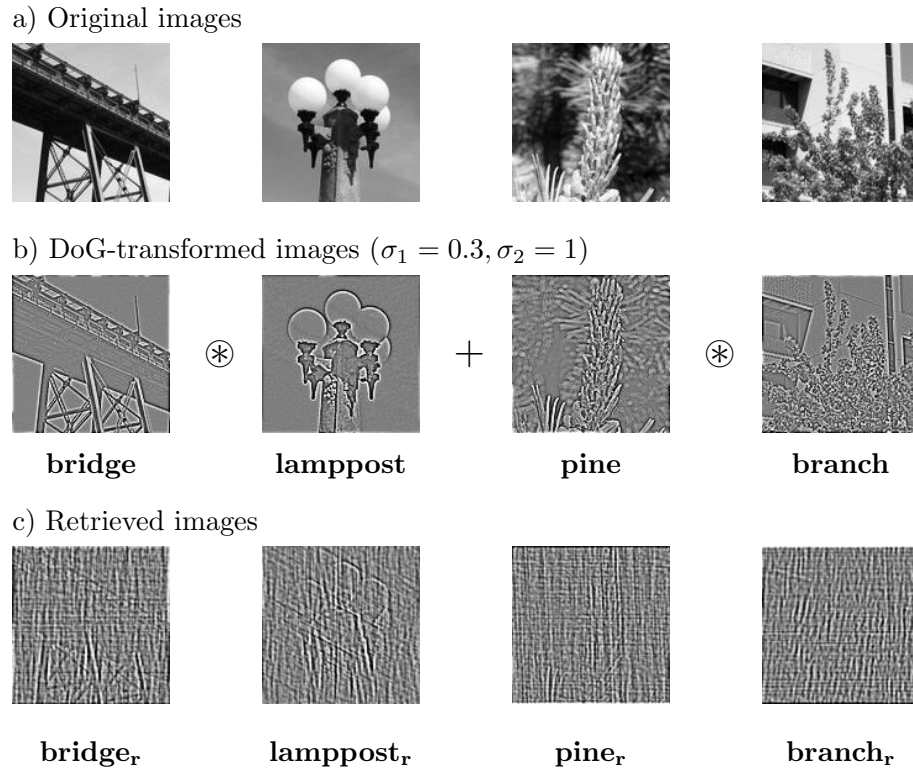 a) Original images
b) DoG-transformed images (σ₁ = 0.3, σ₂ = 1)
⊛ + ⊛
bridge lamppost pine branch
c) Retrieved images
bridgeᵣ lamppostᵣ pineᵣ branchᵣ